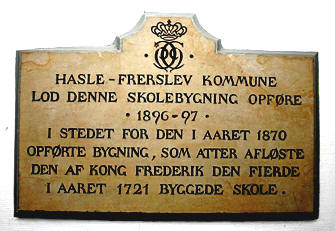 HASLE-FRERSLEV KOMMUNE
LOD DENNE SKOLEBYGNING OPFØRE
· 1896-97 ·
I STEDET FOR DEN I AARET 1870
OPFØRTE BYGNING, SOM ATTER AFLØSTE
DEN AF KONG FREDERIK DEN FIERDE
I AARET 1721 BYGGEDE SKOLE.